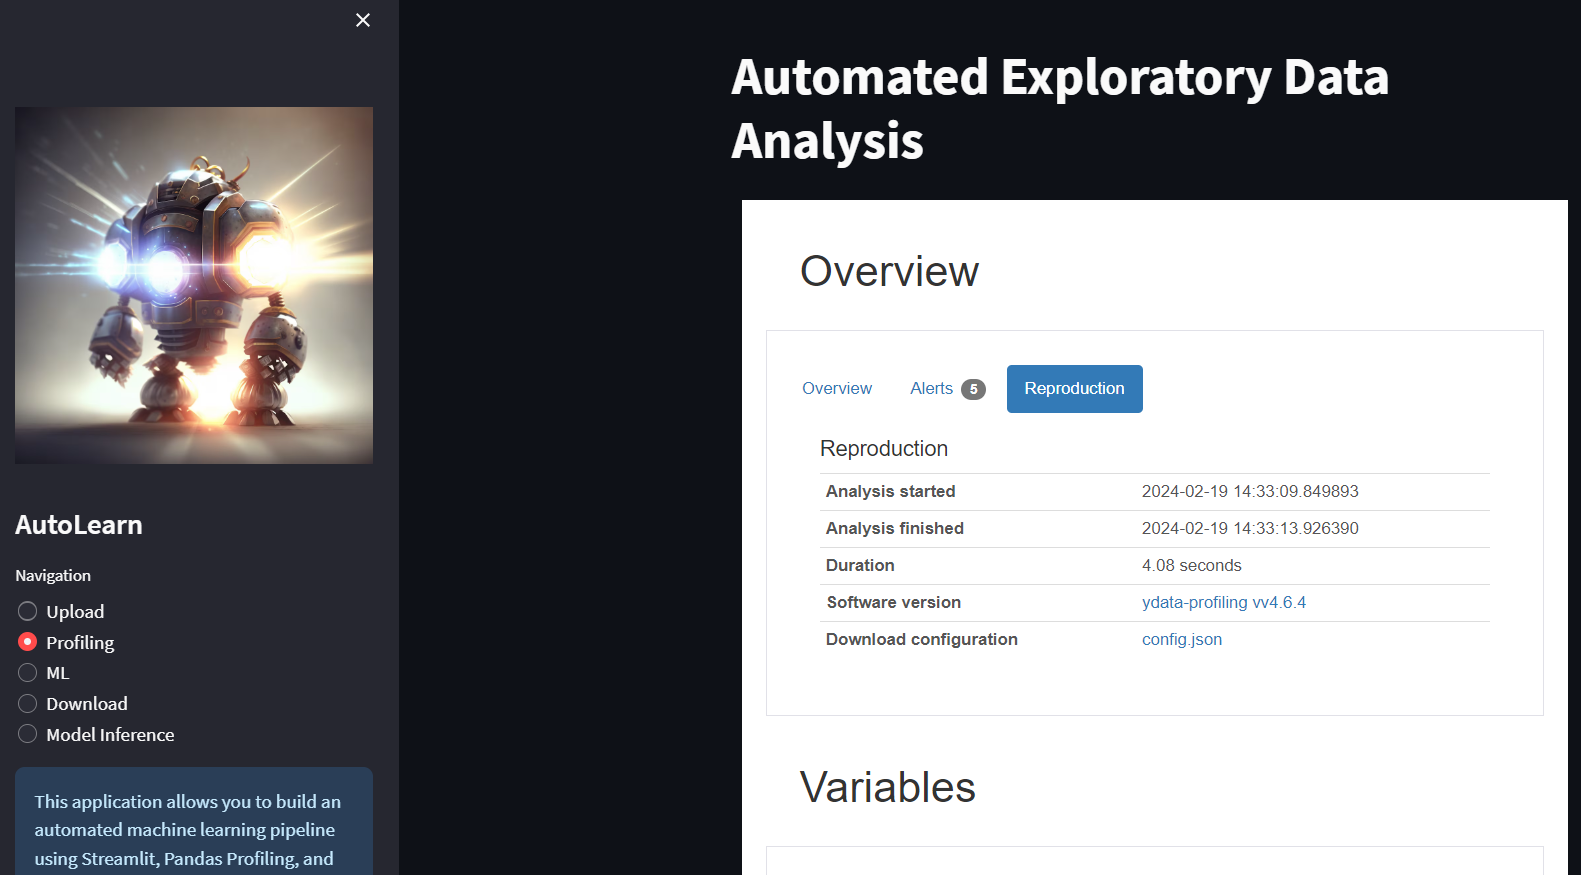 AutoLearn
Navigation
Upload
Profiling
ML
Download
Model Inference
This application allows you to build an
automated machine learning pipeline
using Streamlit, Pandas Profiling, and
Automated Exploratory Data
Analysis
Overview
Overview Alerts 5 Reproduction
Reproduction
Analysis started 2024-02-19 14:33:09.849893
Analysis finished 2024-02-19 14:33:13.926390
Duration 4.08 seconds
Software version ydata-profiling vv4.6.4
Download configuration config.json
Variables